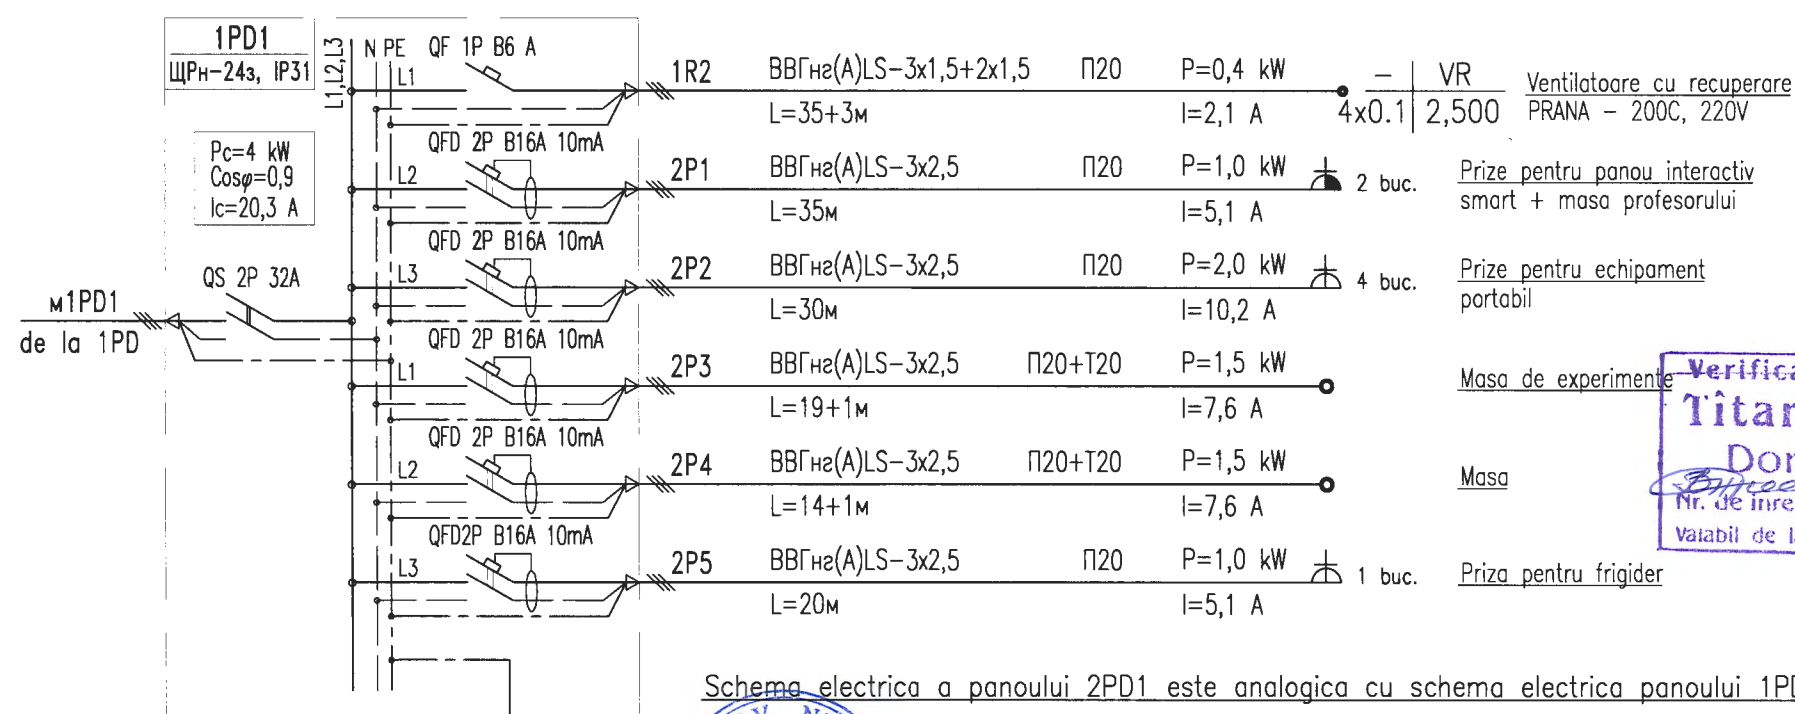 1PD1
ЩРн-24з, IP31
L1,L2,L3
N PE
Pc=4 kW
Cosφ=0,9
Ic=20,3 A
QS 2P 32A
м1PD1
de la 1PD
QF 1P B6 A
L1
1R2 ВВГнг(A)LS-3x1,5+2x1,5 П20 P=0,4 kW
L=35+3м I=2,1 A
- VR
4x0.1 2,500
Ventilatoare cu recuperare
PRANA - 200C, 220V
QFD 2P B16A 10mA
L2
2P1 ВВГнг(A)LS-3x2,5 П20 P=1,0 kW
L=35м I=5,1 A
2 buc.
Prize pentru panou interactiv
smart + masa profesorului
QFD 2P B16A 10mA
L3
2P2 ВВГнг(A)LS-3x2,5 П20 P=2,0 kW
L=30м I=10,2 A
4 buc.
Prize pentru echipament
portabil
QFD 2P B16A 10mA
L1
2P3 ВВГнг(A)LS-3x2,5 П20+Т20 P=1,5 kW
L=19+1м I=7,6 A
Masa de experimente
QFD 2P B16A 10mA
L2
2P4 ВВГнг(A)LS-3x2,5 П20+Т20 P=1,5 kW
L=14+1м I=7,6 A
Masa
QFD2P B16A 10mA
L3
2P5 ВВГнг(A)LS-3x2,5 П20 P=1,0 kW
L=20м I=5,1 A
1 buc.
Priza pentru frigider
Verifica
Nr. de
Valabil de
Schema electrica a panoului 2PD1 este analogica cu schema electrica panoului